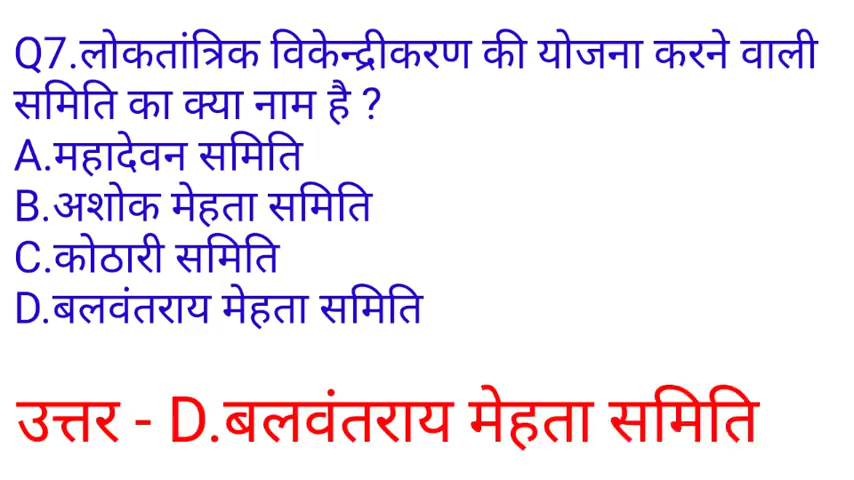 Q7.लोकतांत्रिक विकेन्द्रीकरण की योजना करने वाली
समिति का क्या नाम है ?
A.महादेवन समिति
B.अशोक मेहता समिति
C.कोठारी समिति
D.बलवंतराय मेहता समिति
उत्तर - D.बलवंतराय मेहता समिति